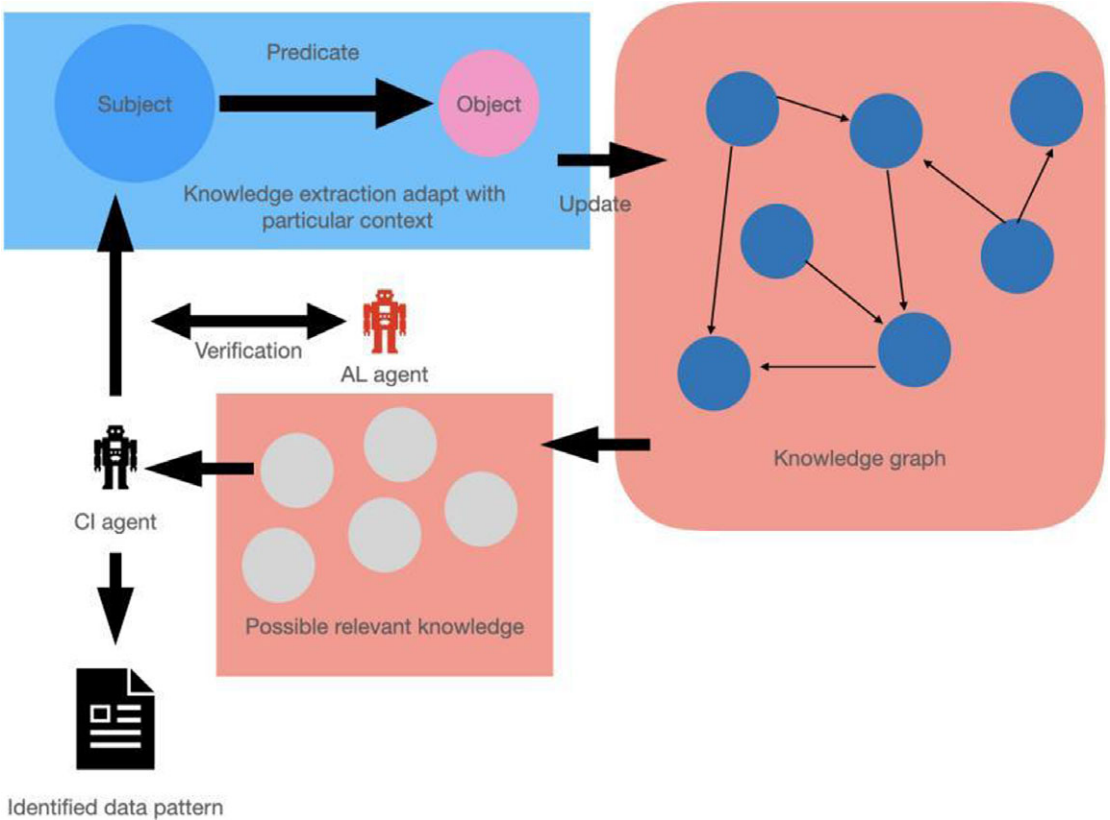 Predicate
Subject
Object
Knowledge extraction adapt with
particular context
Update
Verification
AL agent
Knowledge graph
CI agent
Possible relevant knowledge
Identified data pattern